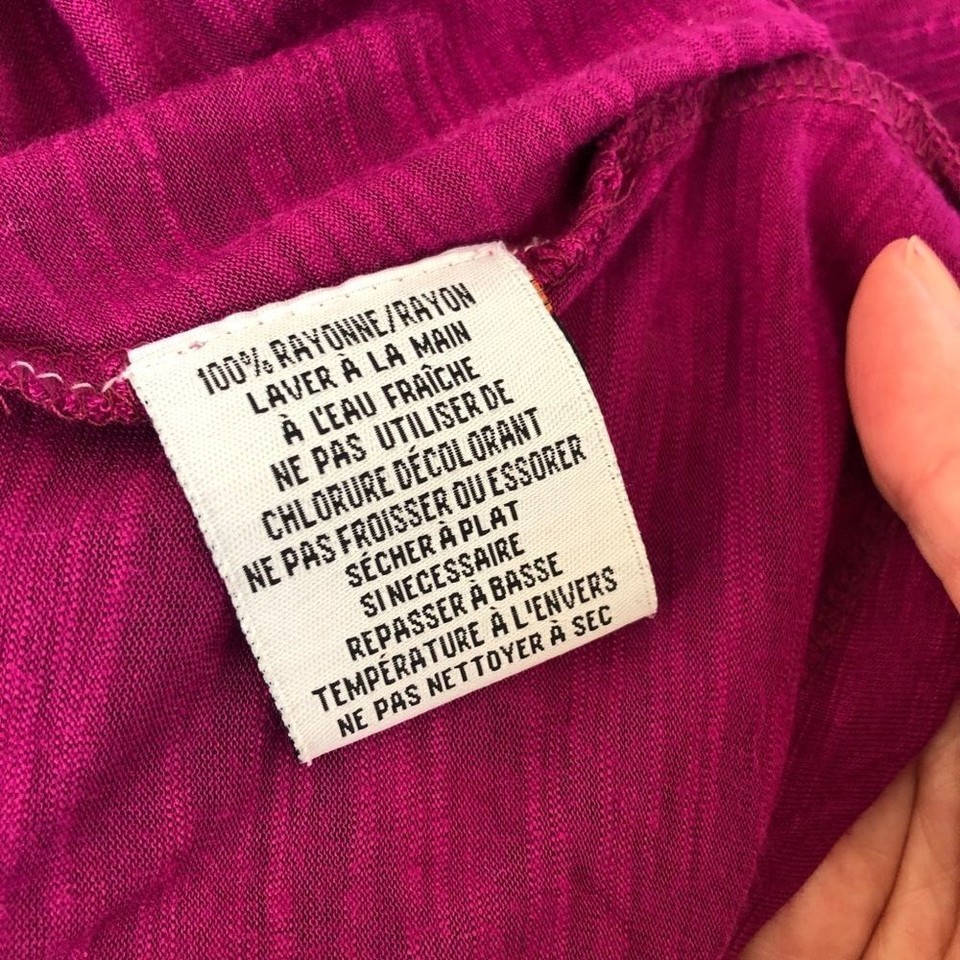 100% RAYONNE/RAYON
LAVER À LA MAIN
À L'EAU FRAÎCHE
NE PAS UTILISER DE
CHLORURE DÉCOLORANT
NE PAS FROISSER OU ESSORER
SÉCHER À PLAT
SI NECESSAIRE
REPASSER À BASSE
TEMPÉRATURE À L'ENVERS
NE PAS NETTOYER À SEC